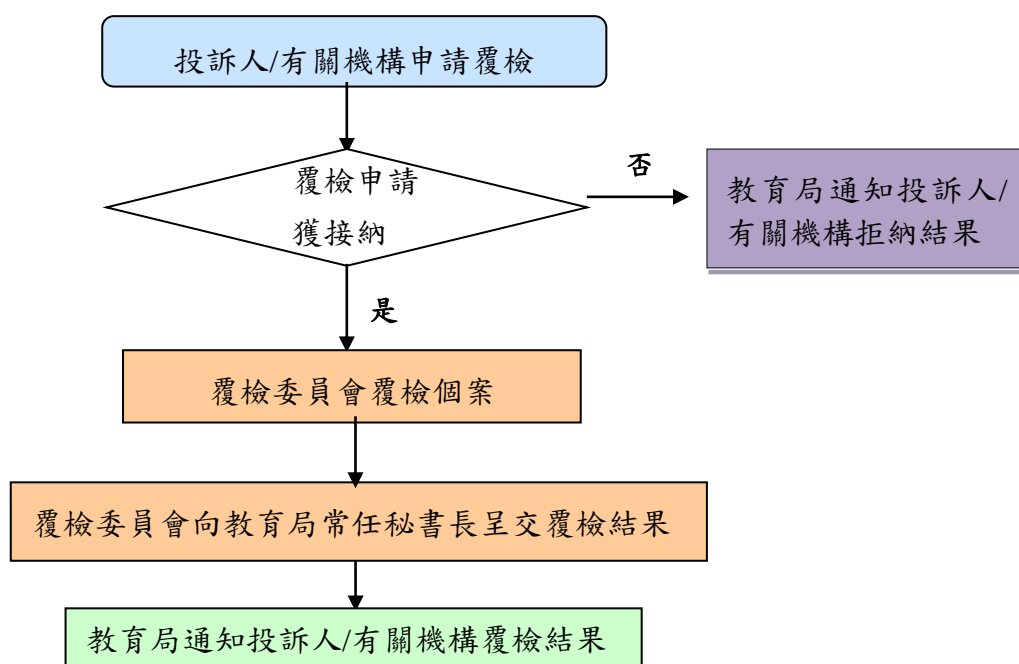 投訴人/有關機構申請覆檢
覆檢申請
獲接納
否
教育局通知投訴人/
有關機構拒納結果
是
覆檢委員會覆檢個案
覆檢委員會向教育局常任秘書長呈交覆檢結果
教育局通知投訴人/有關機構覆檢結果